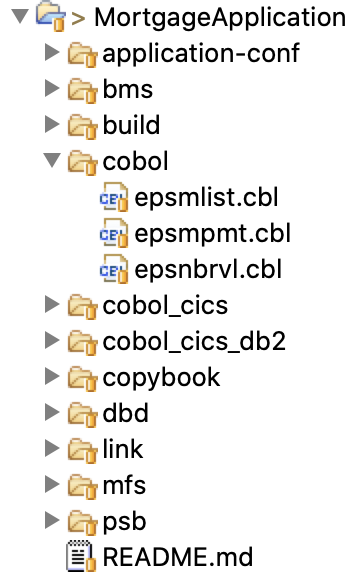 > MortgageApplication
application-conf
bms
build
cobol
epsmlist.cbl
epsmpmt.cbl
epsnbrvl.cbl
cobol_cics
cobol_cics_db2
copybook
dbd
link
mfs
psb
README.md